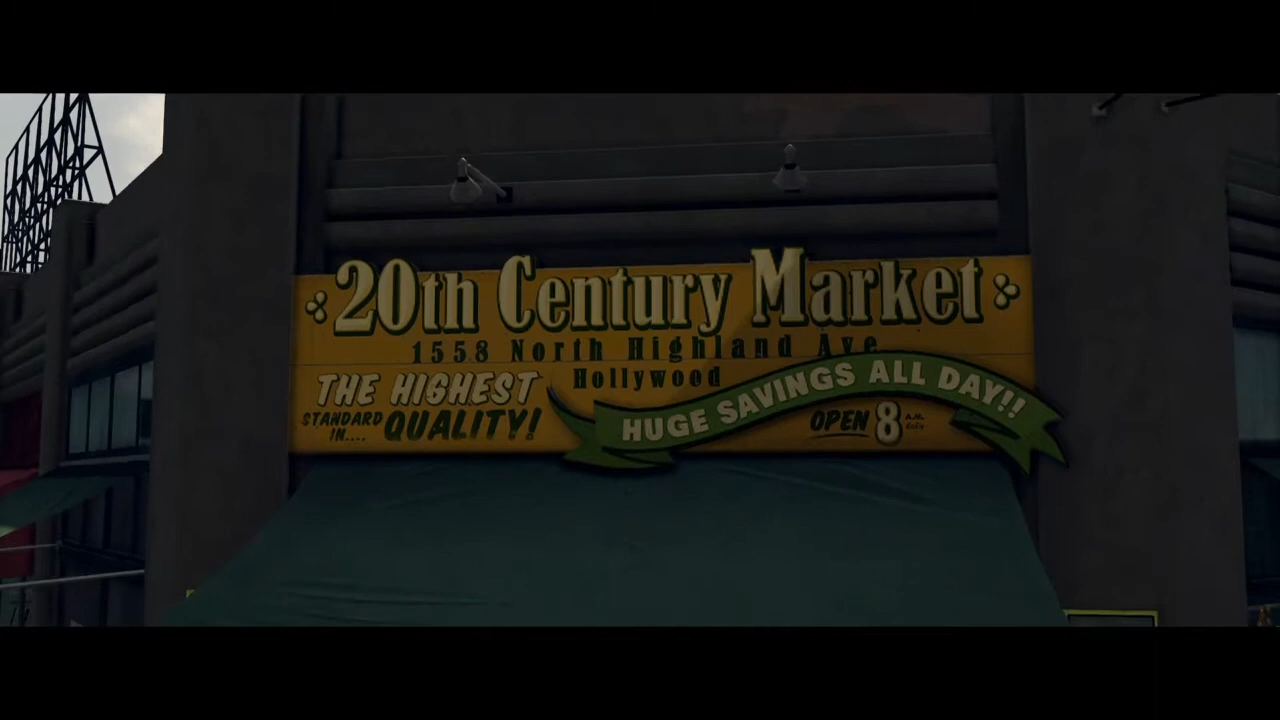 20th Century Market
1558 North Highland Ave
Hollywood
THE HIGHEST
STANDARD
IN....
QUALITY!
HUGE SAVINGS ALL DAY!!
OPEN 8 A.M.